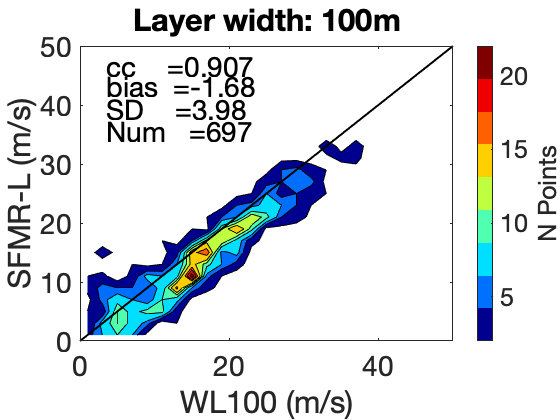 Layer width: 100m
50
40
30
20
10
0
SFMR-L (m/s)
cc =0.907
bias =-1.68
SD =3.98
Num =697
0 20 40
WL100 (m/s)
20
15
10
5
N Points